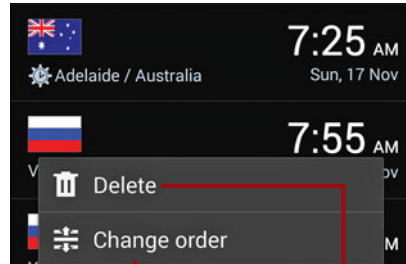 7:25 AM
Adelaide / Australia Sun, 17 Nov
7:55 AM
V
Delete
Change order
M